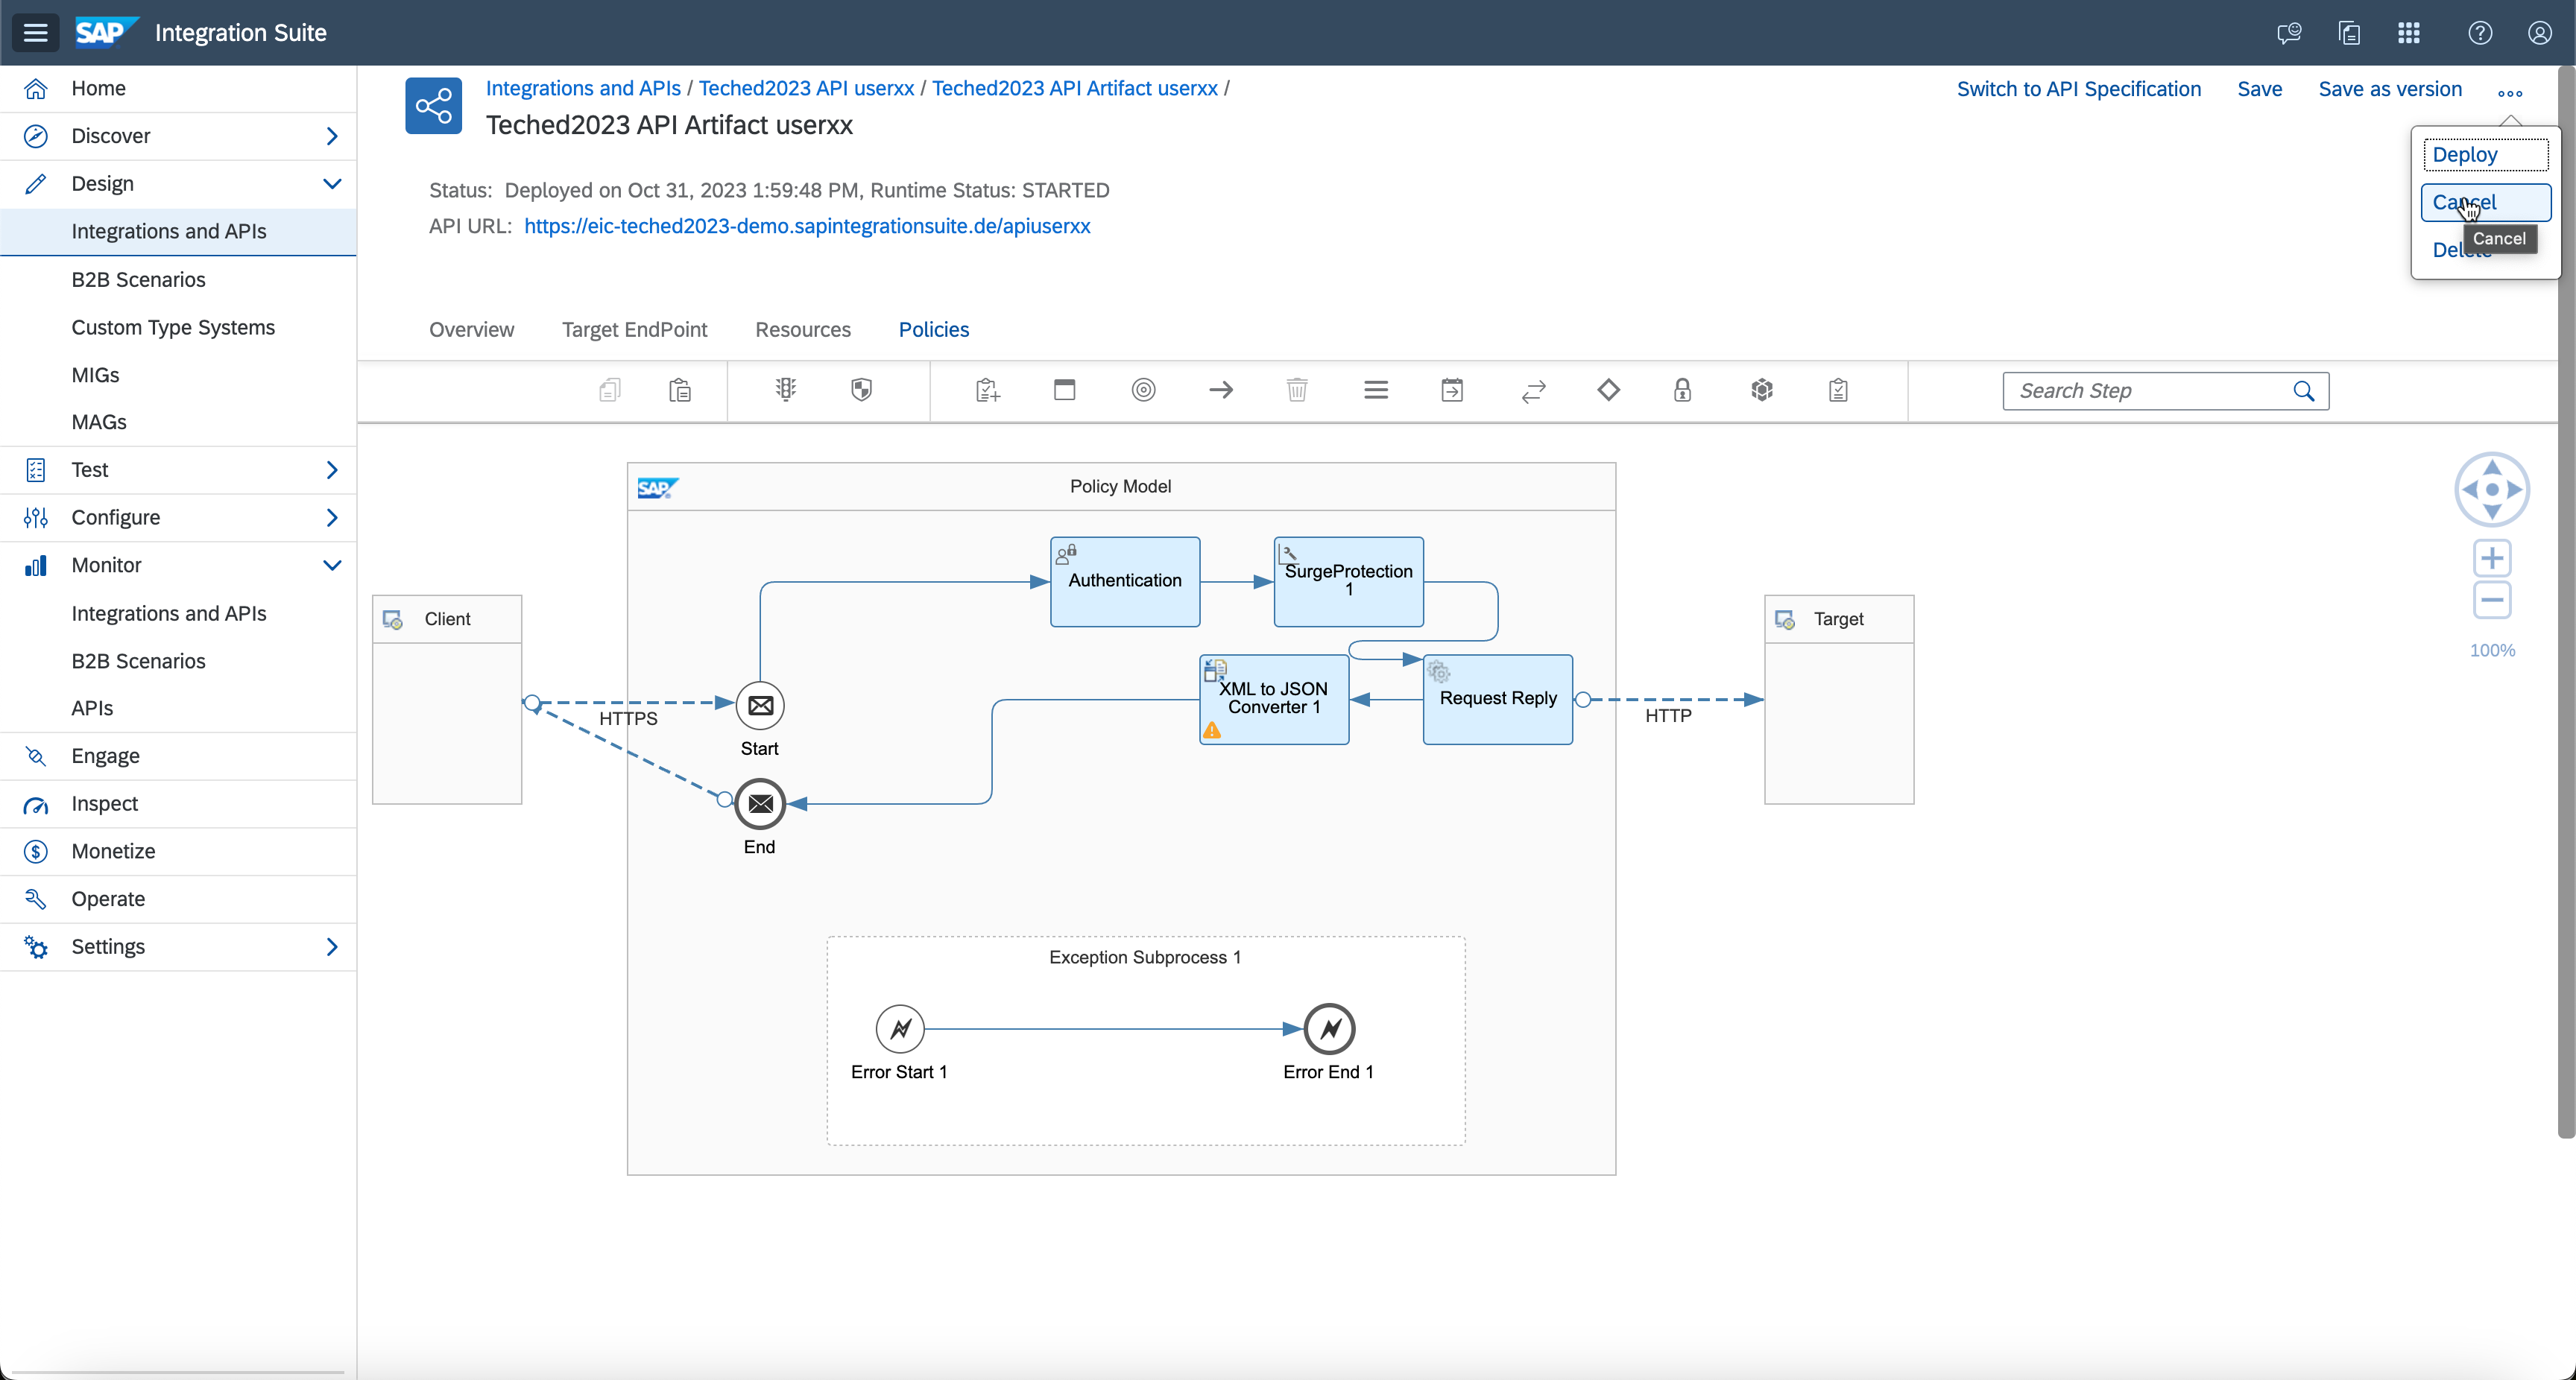 SAP Integration Suite
Home
Discover
Design
Integrations and APIs
B2B Scenarios
Custom Type Systems
MIGs
MAGs
Test
Configure
Monitor
Integrations and APIs
B2B Scenarios
APIs
Engage
Inspect
Monetize
Operate
Settings
Integrations and APIs / Teched2023 API userxx / Teched2023 API Artifact userxx /
Teched2023 API Artifact userxx
Switch to API Specification Save Save as version
Deploy
Cancel
Cancel
Delete
Status: Deployed on Oct 31, 2023 1:59:48 PM, Runtime Status: STARTED
API URL: https://eic-teched2023-demo.sapintegrationsuite.de/apiuserxx
Overview Target EndPoint Resources Policies
Search Step
SAP Policy Model
Authentication
SurgeProtection
1
Client
HTTPS
Start
End
XML to JSON
Converter 1
Request Reply
HTTP
Target
100%
Exception Subprocess 1
Error Start 1
Error End 1